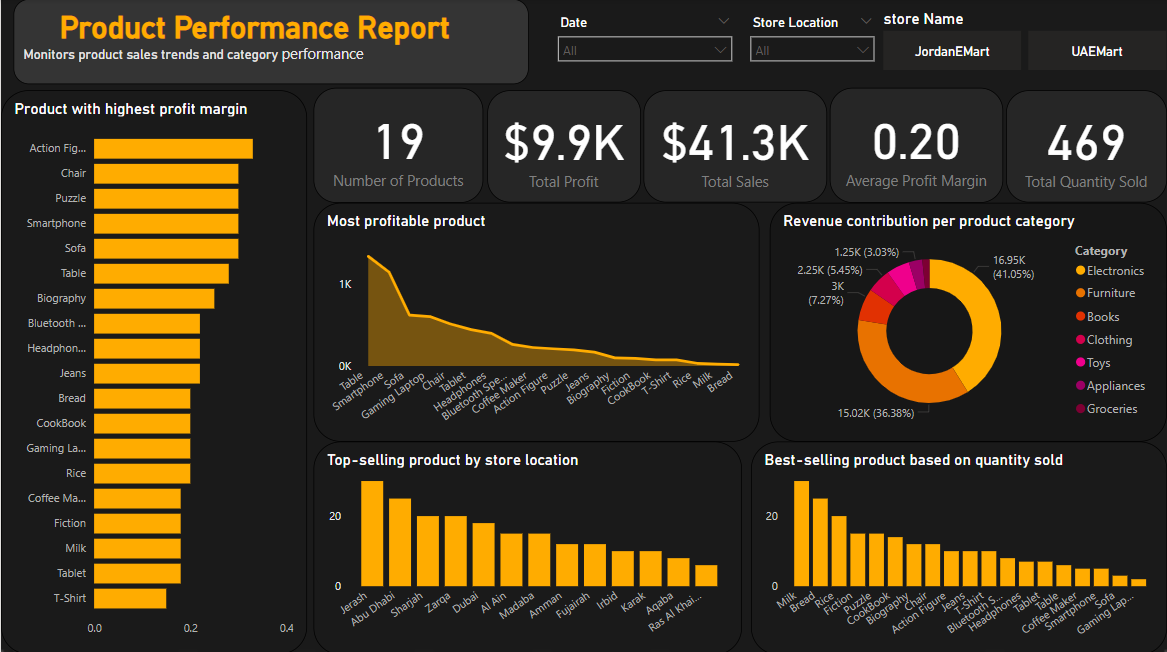 Product Performance Report
Monitors product sales trends and category performance
Date
All
Store Location
All
store Name
JordanEMart
UAEMart
Product with highest profit margin
Action Fig...
Chair
Puzzle
Smartphone
Sofa
Table
Biography
Bluetooth ...
Headphon...
Jeans
Bread
CookBook
Gaming La...
Rice
Coffee Ma...
Fiction
Milk
Tablet
T-Shirt
0.0
0.2
0.4
19
Number of Products
$9.9K
Total Profit
$41.3K
Total Sales
0.20
Average Profit Margin
469
Total Quantity Sold
Most profitable product
1K
0K
Table
Smartphone
Sofa
Gaming Laptop
Chair
Tablet
Headphones
Bluetooth Spe...
Coffee Maker
Action Figure
Puzzle
Jeans
Biography
Fiction
CookBook
T-Shirt
Rice
Milk
Bread
Revenue contribution per product category
1.25K (3.03%)
2.25K (5.45%)
3K
(7.27%)
16.95K
(41.05%)
15.02K (36.38%)
Category
Electronics
Furniture
Books
Clothing
Toys
Appliances
Groceries
Top-selling product by store location
20
0
Jerash
Abu Dhabi
Sharjah
Zarqa
Dubai
Al Ain
Madaba
Amman
Fujairah
Irbid
Karak
Aqaba
Ras Al Khai...
Best-selling product based on quantity sold
20
0
Milk
Bread
Rice
Fiction
Puzzle
CookBook
Biography
Chair
Action Figure
Jeans
T-Shirt
Bluetooth S...
Headphones
Tablet
Table
Coffee Maker
Smartphone
Sofa
Gaming Lap...